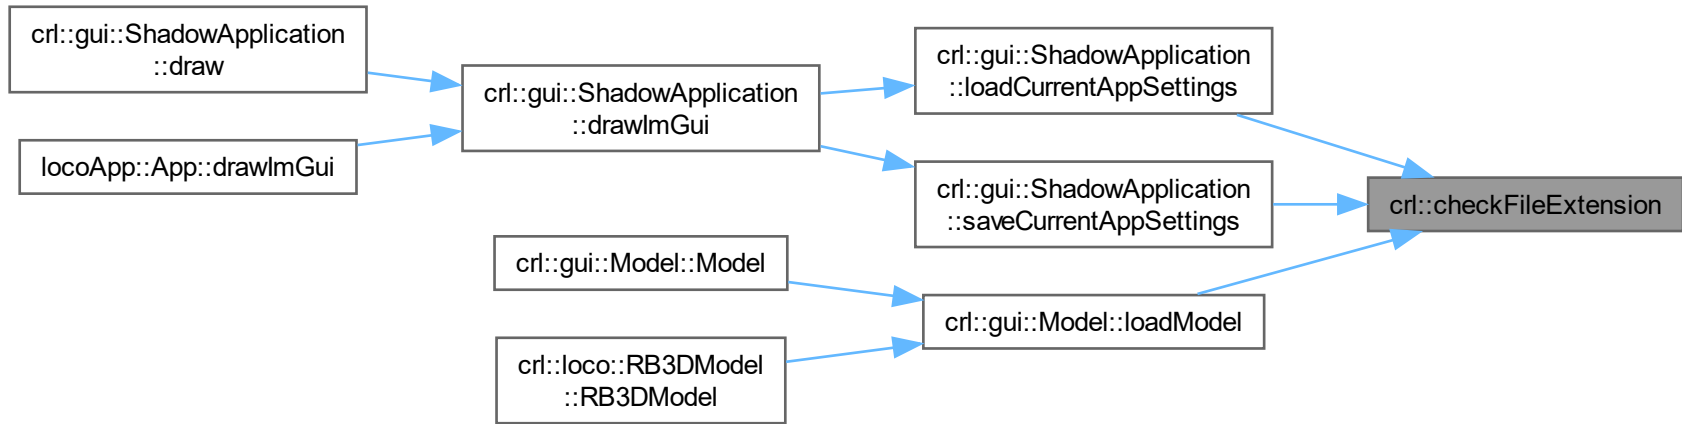 crl::gui::ShadowApplication
::draw
locoApp::App::drawImGui
crl::gui::ShadowApplication
::drawImGui
crl::gui::Model::Model
crl::loco::RB3DModel
::RB3DModel
crl::gui::ShadowApplication
::loadCurrentAppSettings
crl::gui::ShadowApplication
::saveCurrentAppSettings
crl::gui::Model::loadModel
crl::checkFileExtension